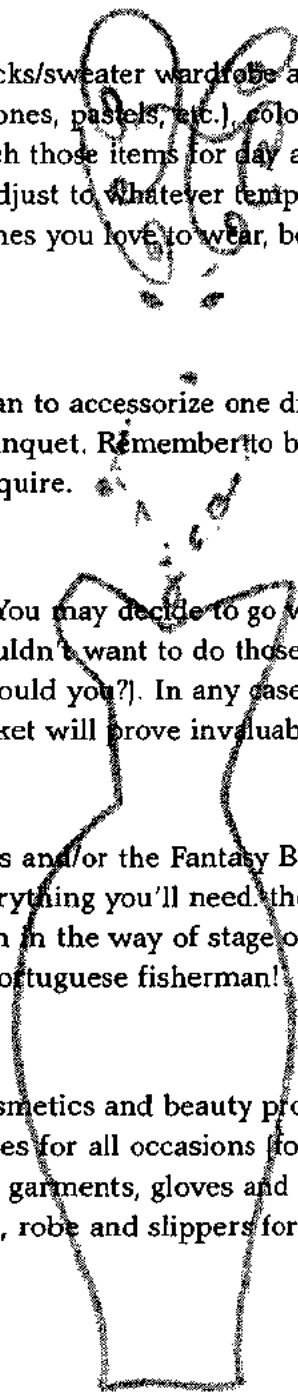 cks/sweater wardrobe a
ones, pastels, etc.), colo
ch those items for day a
djust to whatever temp
nes you love to wear, be
an to accessorize one di
nquet. Remember to b
quire.
You may decide to go w
uldn't want to do those
ould you?). In any case
ket will prove invaluab
s and/or the Fantasy B
rything you'll need. the
n in the way of stage o
ortuguese fisherman!
smetics and beauty pro
es for all occasions (fo
garments, gloves and
, robe and slippers for